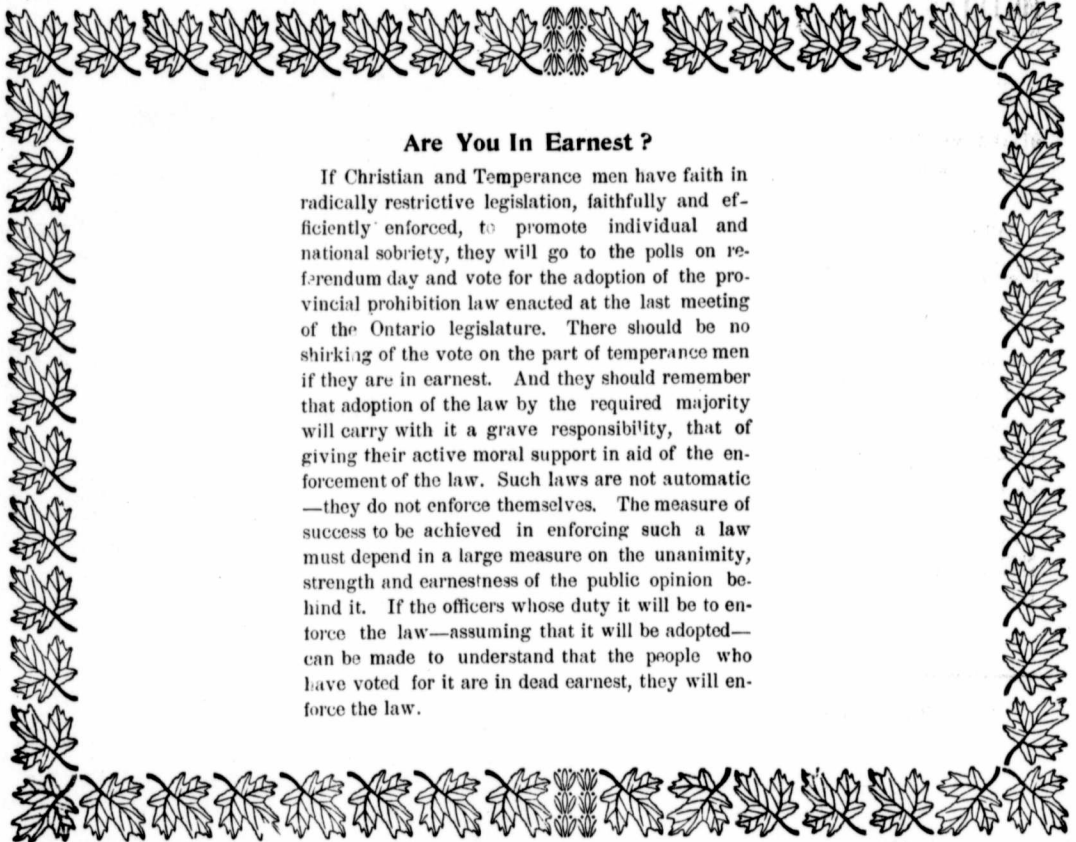 Are You In Earnest ?
If Christian and Temperance men have faith in
radically restrictive legislation, faithfully and ef-
ficiently enforced, to promote individual and
national sobriety, they will go to the polls on re-
ferendum day and vote for the adoption of the pro-
vincial prohibition law enacted at the last meeting
of the Ontario legislature. There should be no
shirking of the vote on the part of temperance men
if they are in earnest. And they should remember
that adoption of the law by the required majority
will carry with it a grave responsibility, that of
giving their active moral support in aid of the en-
forcement of the law. Such laws are not automatic
—they do not enforce themselves. The measure of
success to be achieved in enforcing such a law
must depend in a large measure on the unanimity,
strength and earnestness of the public opinion be-
hind it. If the officers whose duty it will be to en-
force the law—assuming that it will be adopted—
can be made to understand that the people who
have voted for it are in dead earnest, they will en-
force the law.